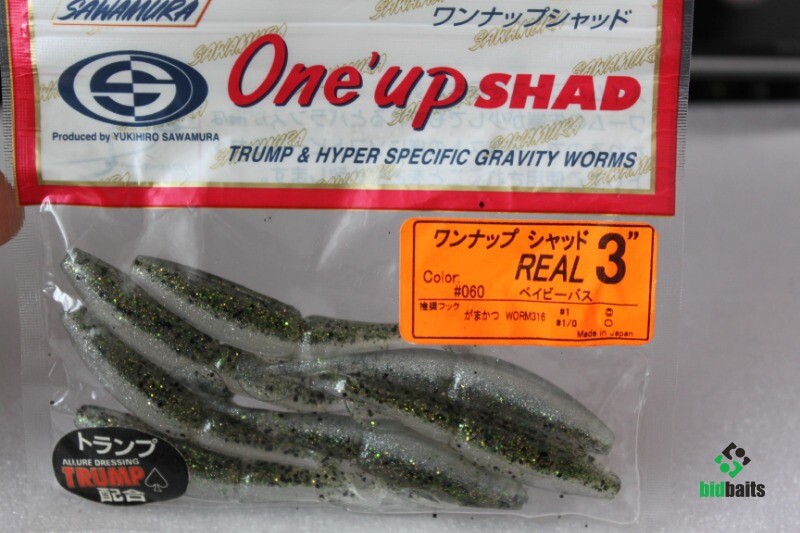 SAWAMURA
ワンナップシャッド
One'up SHAD
Produced by YUKIHIRO SAWAMURA
TRUMP & HYPER SPECIFIC GRAVITY WORMS
ワンナップ シャッド
REAL 3"
Color:
#060
ベイビーバス
推奨フック
がまかつ WORM316
#1
#1/0
Made in Japan
トランプ
ALLURE DRESSING
TRUMP
配合
bidbaits